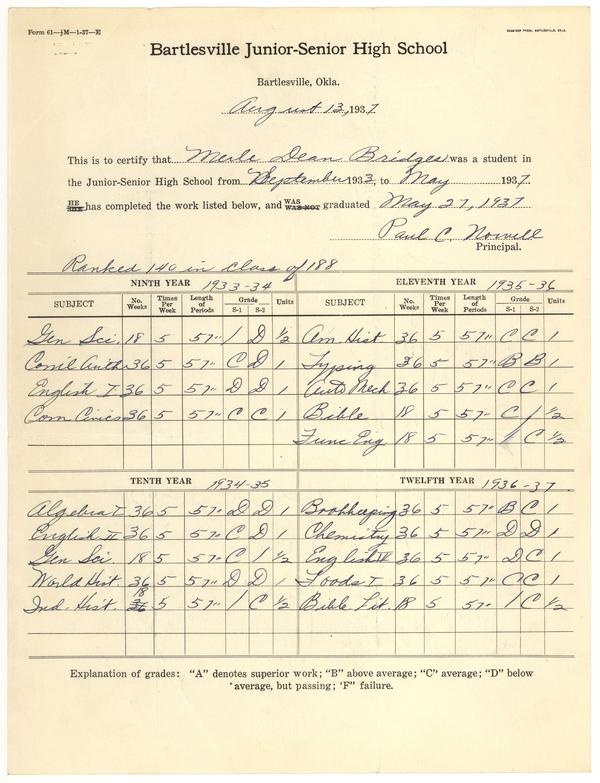 Form 61—½M—1-37—E
Bartlesville Junior-Senior High School
Bartlesville, Okla.
August 13, 1937
This is to certify that Merle Dean Bridges was a student in
the Junior-Senior High School from September 1933, to May 1937.
HE SHE has completed the work listed below, and WAS WAS NOT graduated May 27, 1937
Paul C. Norvell
Principal.
Ranked 140 in class of 188
NINTH YEAR 1933-34
SUBJECT No. Weeks Times Per Week Length of Periods Grade S-1 S-2 Units
Gen Sci. 18 5 57" / D ½
Com'l Arith 36 5 57" C D 1
English I 36 5 57" D D 1
Com Civics 36 5 57" C C 1
ELEVENTH YEAR 1935-36
SUBJECT No. Weeks Times Per Week Length of Periods Grade S-1 S-2 Units
Am. Hist. 36 5 57" C C 1
Typing 36 5 57" B B 1
Auto Mech 36 5 57" C C 1
Bible 18 5 57" C / ½
Func Eng 18 5 57" / C ½
TENTH YEAR 1934-35
Algebra I 36 5 57" D D 1
English II 36 5 57" C D 1
Gen Sci. 18 5 57" C / ½
World Hist. 36 5 57" D D 1
Ind. Hist. 36 18 5 57" / C ½
TWELFTH YEAR 1936-37
Bookkeeping 36 5 57" B C 1
Chemistry 36 5 57" D D 1
English 36 5 57" D C 1
Foods I 36 5 57" C C 1
Bible Lit. 18 5 57" / C ½
Explanation of grades: "A" denotes superior work; "B" above average; "C" average; "D" below
average, but passing; 'F" failure.